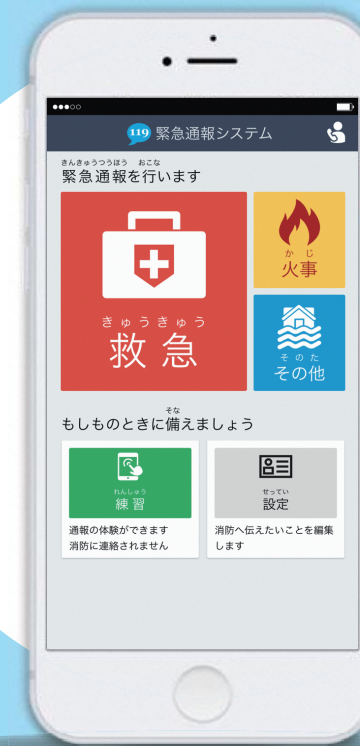 119 緊急通報システム
きんきゅうつうほう おこな
緊急通報を行います
きゅうきゅう
救急
かじ
火事
そのた
その他
そな
もしものときに備えましょう
れんしゅう
練習
通報の体験ができます
消防に連絡されません
せってい
設定
消防へ伝えたいことを編集
します